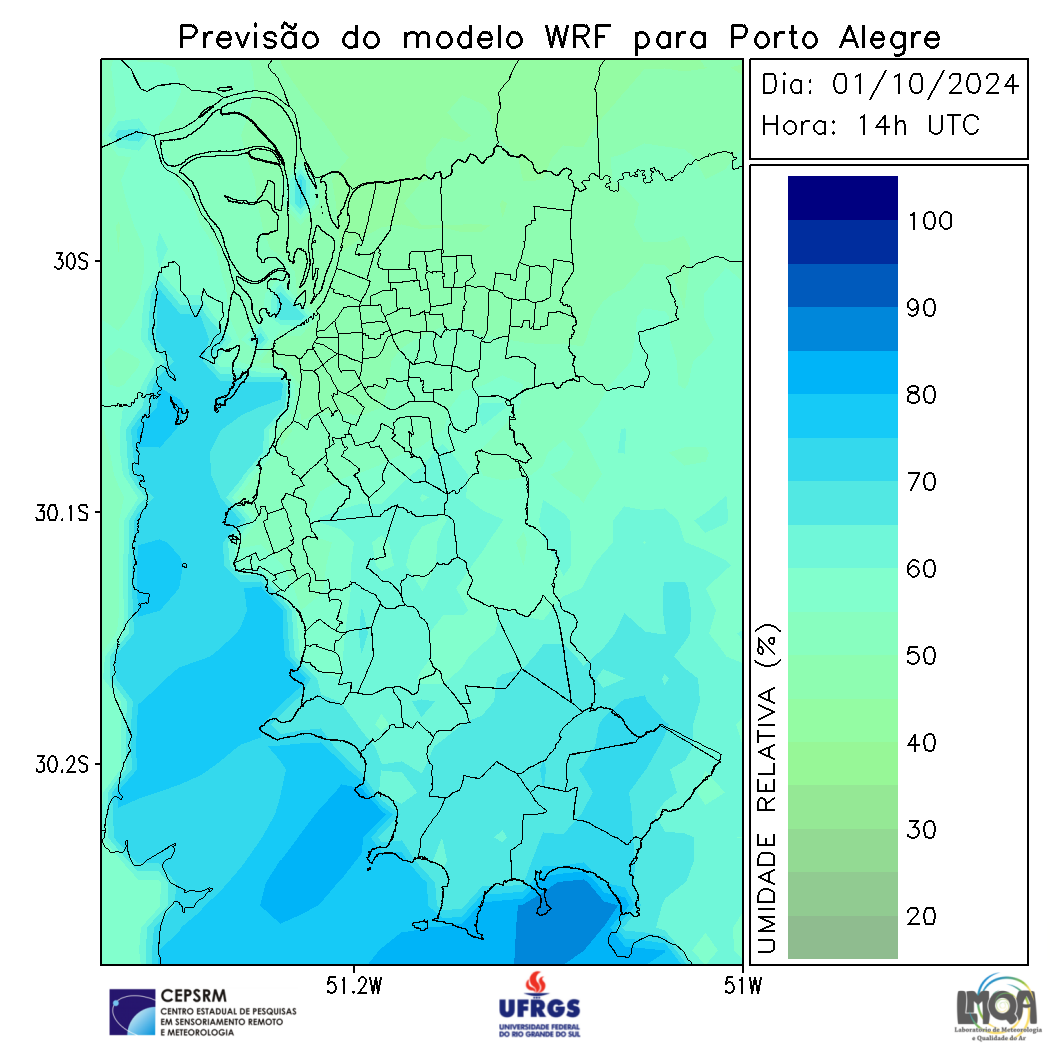 Previsão do modelo WRF para Porto Alegre
Dia: 01/10/2024
Hora: 14h UTC
100
90
80
70
60
50
40
30
20
UMIDADE RELATIVA (%)
30S
30.1S
30.2S
51.2W
51W
CEPSRM
CENTRO ESTADUAL DE PESQUISAS
EM SENSORIAMENTO REMOTO
E METEOROLOGIA
UFRGS
UNIVERSIDADE FEDERAL
DO RIO GRANDE DO SUL
LMQA
Laboratório de Meteorologia
e Qualidade do Ar